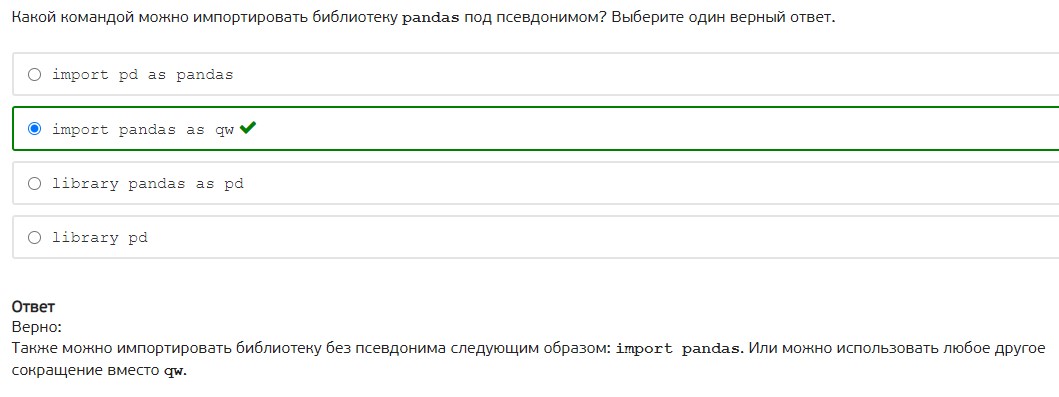 Какой командой можно импортировать библиотеку pandas под псевдонимом? Выберите один верный ответ.
import pd as pandas
import pandas as qw
library pandas as pd
library pd
Ответ
Верно:
Также можно импортировать библиотеку без псевдонима следующим образом: import pandas. Или можно использовать любое другое
сокращение вместо qw.